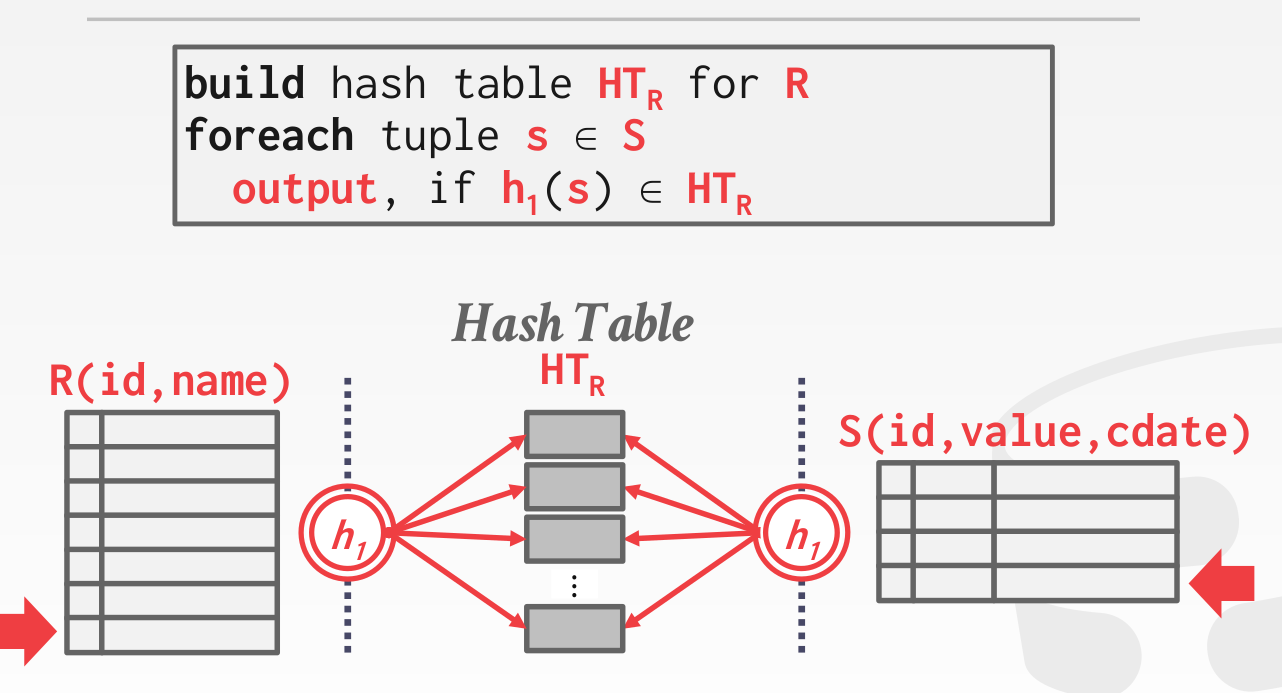 build hash table HT_R for R
foreach tuple s ∈ S
output, if h_1(s) ∈ HT_R
Hash Table
HT_R
R(id,name)
S(id,value,cdate)
h_1
h_1
⋮